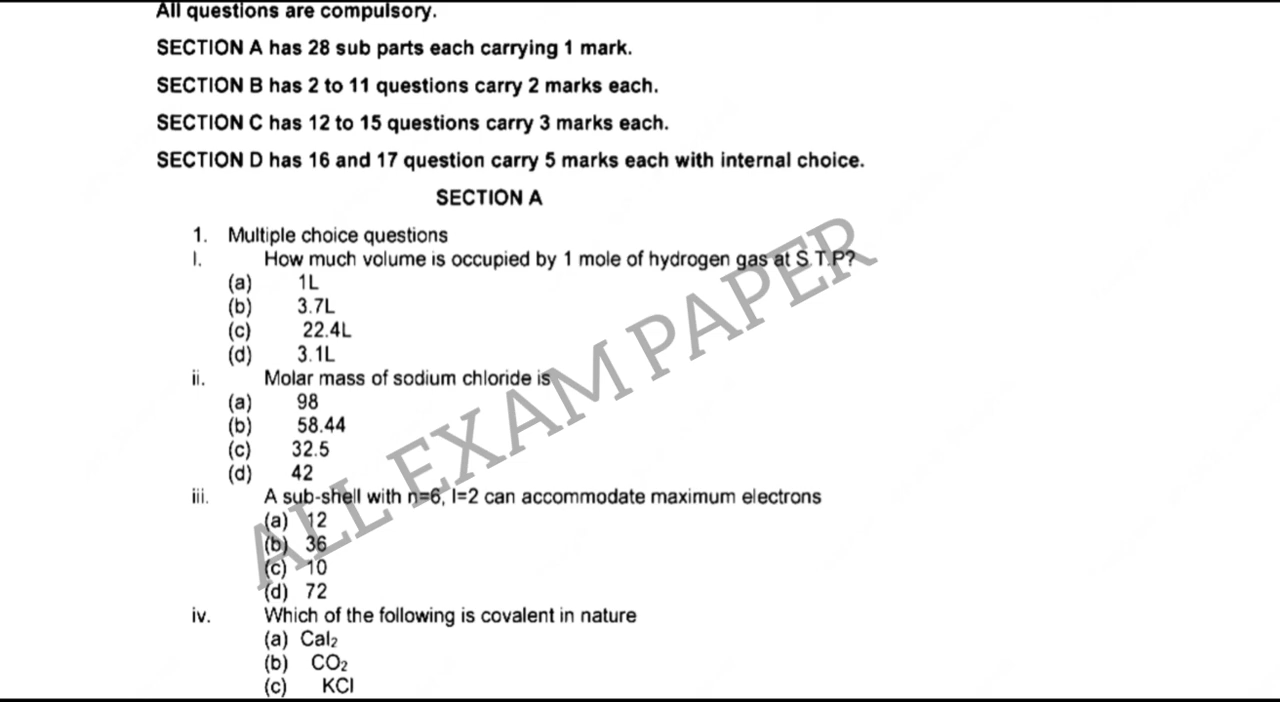 All questions are compulsory.
SECTION A has 28 sub parts each carrying 1 mark.
SECTION B has 2 to 11 questions carry 2 marks each.
SECTION C has 12 to 15 questions carry 3 marks each.
SECTION D has 16 and 17 question carry 5 marks each with internal choice.
SECTION A
1. Multiple choice questions
I. How much volume is occupied by 1 mole of hydrogen gas at S.T.P?
(a) 1L
(b) 3.7L
(c) 22.4L
(d) 3.1L
ii. Molar mass of sodium chloride is
(a) 98
(b) 58.44
(c) 32.5
(d) 42
iii. A sub-shell with n=6, l=2 can accommodate maximum electrons
(a) 12
(b) 36
(c) 10
(d) 72
iv. Which of the following is covalent in nature
(a) CaI₂
(b) CO₂
(c) KCl
ALL EXAM PAPER